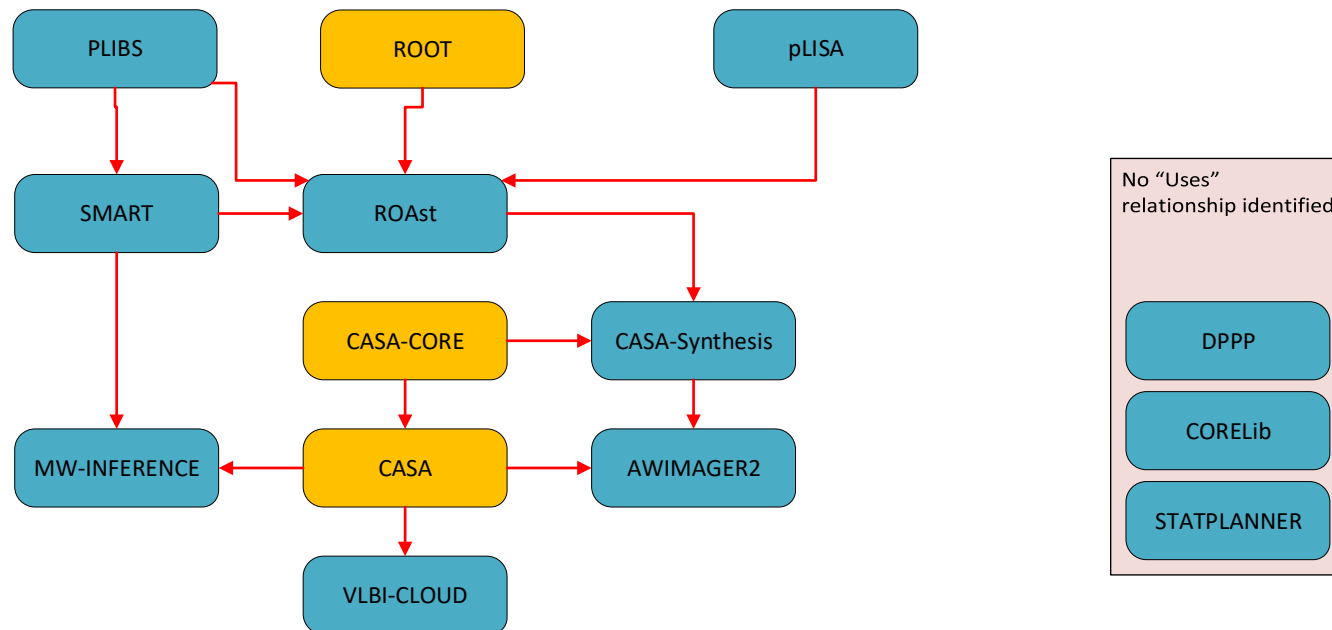 PLIBS
ROOT
pLISA
No “Uses”
relationship identified
SMART
ROAst
CASA-CORE
CASA-Synthesis
DPPP
CORELib
MW-INFERENCE
CASA
AWIMAGER2
STATPLANNER
VLBI-CLOUD